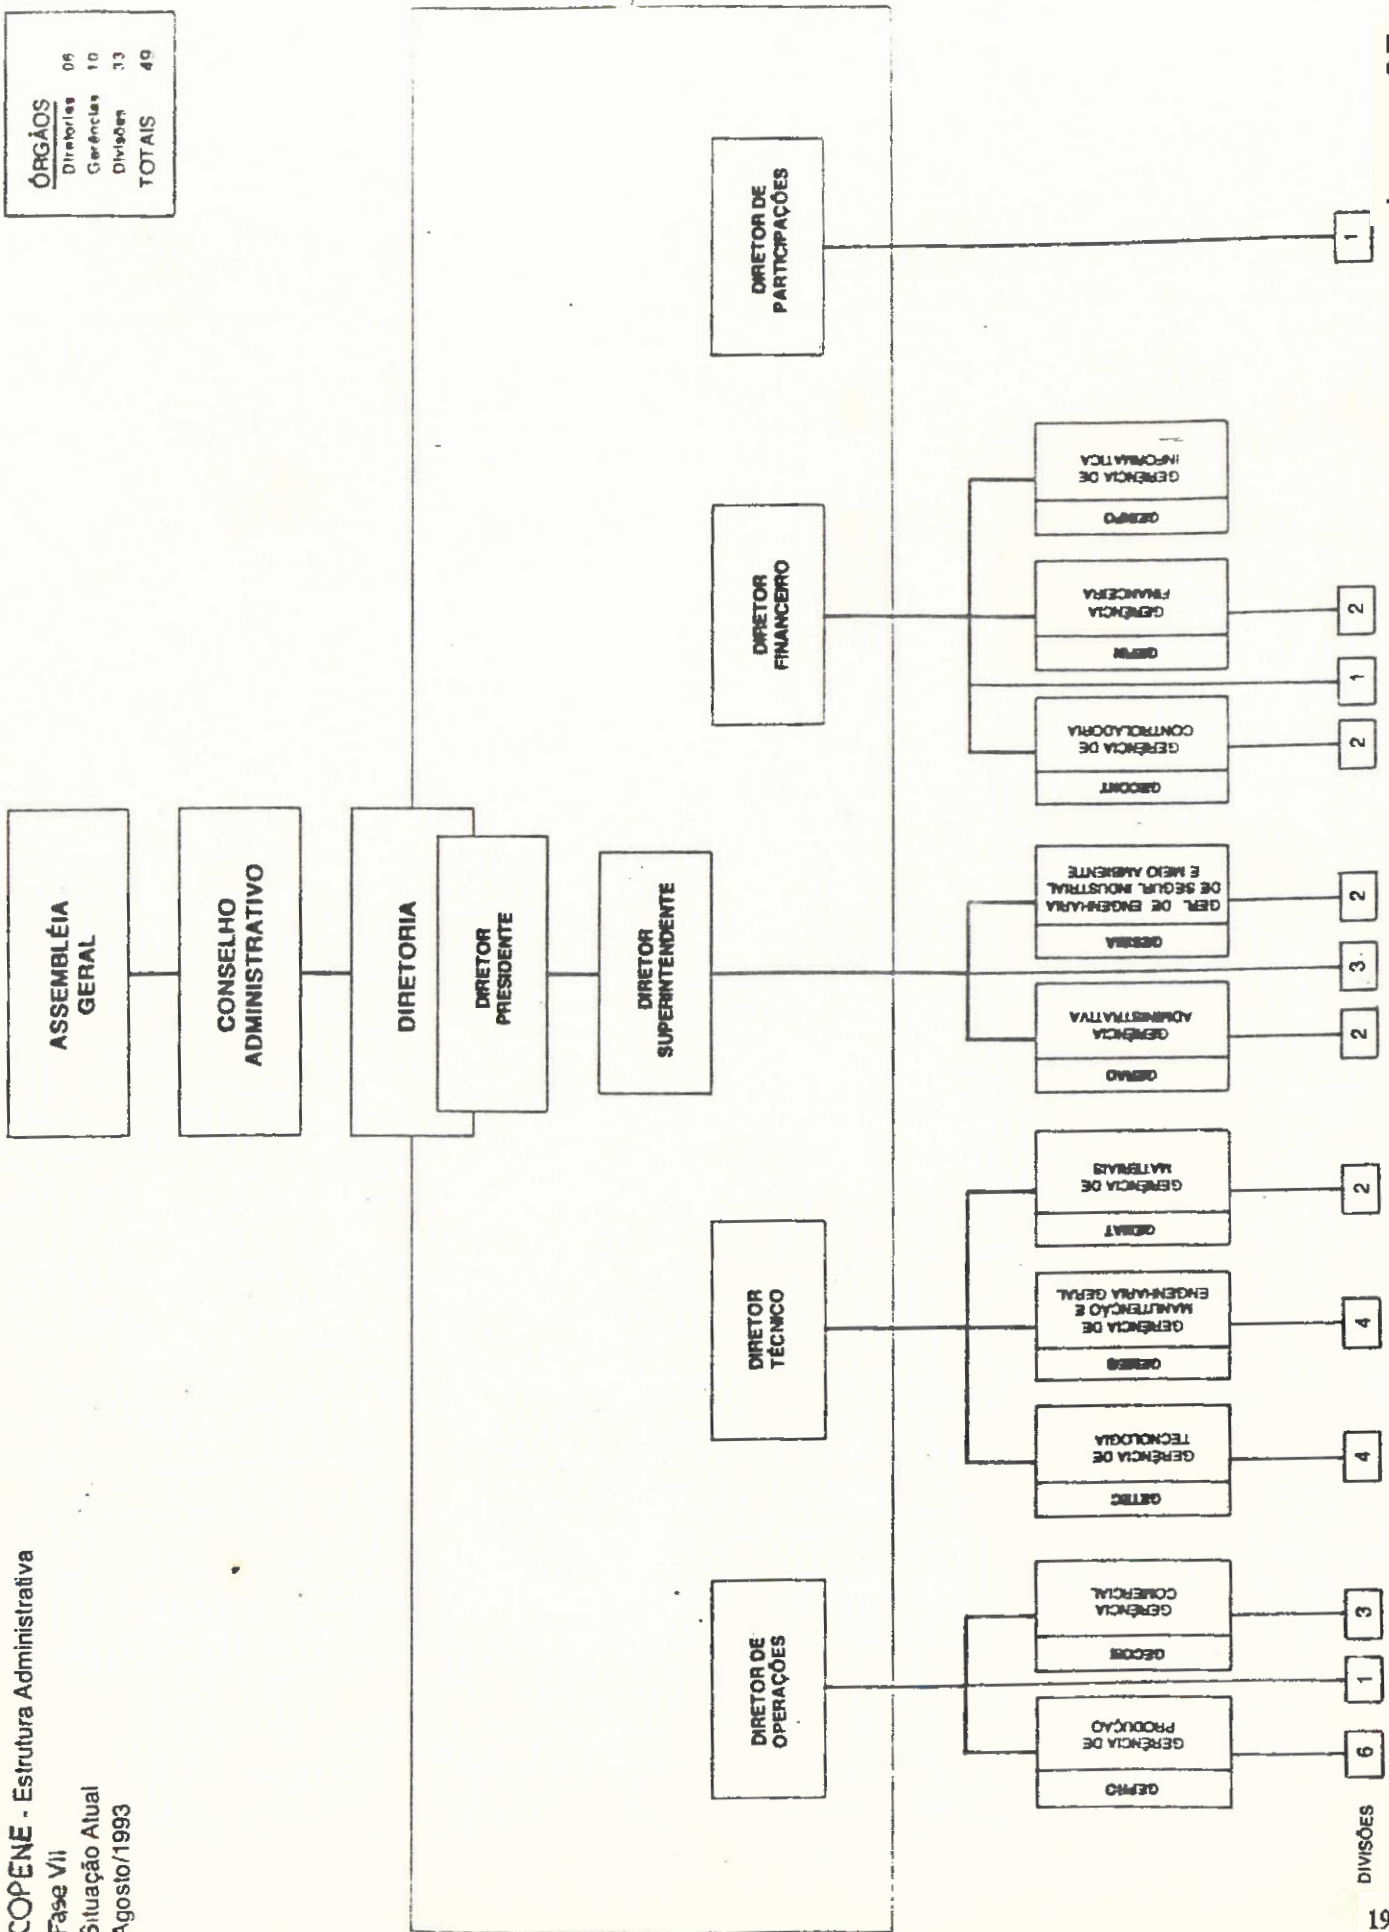 COPENE - Estrutura Administrativa
Fase VII
Situação Atual
Agosto/1993
ÓRGÃOS
Diretorias 06
Gerências 10
Divisões 33
TOTAIS 49
ASSEMBLÉIA
GERAL
CONSELHO
ADMINISTRATIVO
DIRETORIA
DIRETOR
PRESIDENTE
DIRETOR
SUPERINTENDENTE
DIRETOR DE
OPERAÇÕES
DIRETOR
TÉCNICO
DIRETOR
FINANCEIRO
DIRETOR DE
PARTICIPAÇÕES
GEPRO
GERÊNCIA DE
PRODUÇAO
GECOM
GERÊNCIA
COMERCIAL
GETEC
GERÊNCIA DE
TECNOLOGIA
GERÊNCIA DE
MANUTENÇÃO E
ENGENHARIA GERAL
GEMAT
GERÊNCIA DE
MATERIAIS
GERAD
GERÊNCIA
ADMINISTRATIVA
GER. DE ENGENHARIA
DE SEGUR. INDUSTRIAL
E MEIO AMBIENTE
GECONT
GERÊNCIA DE
CONTROLADORIA
GEFIN
GERÊNCIA
FINANCEIRA
GERÊNCIA DE
INFORMATICA
DIVISÕES
6
1
3
4
4
2
2
3
2
2
1
2
1
19